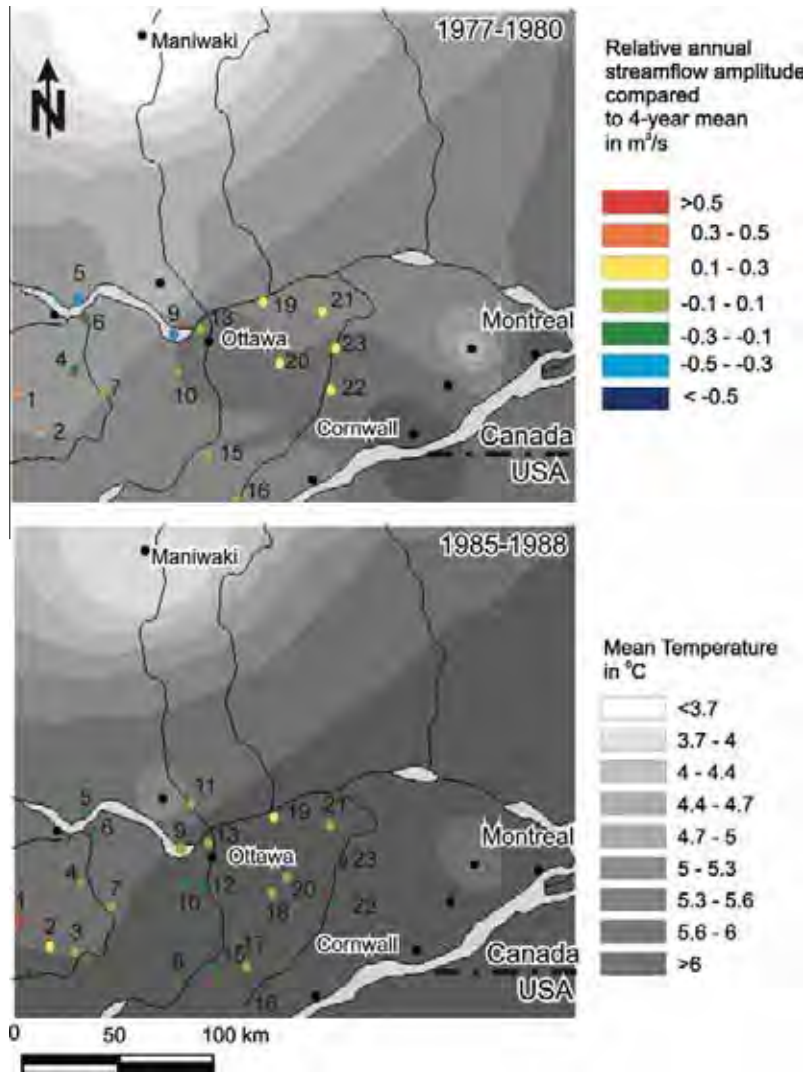 Maniwaki
1977-1980
N
5
6
9
13
19
21
Ottawa
Montreal
4
20
23
1
7
10
22
2
Cornwall
15
Canada
16
USA
Relative annual
streamflow amplitude
compared
to 4-year mean
in m³/s
>0.5
0.3 - 0.5
0.1 - 0.3
-0.1 - 0.1
-0.3 - -0.1
-0.5 - -0.3
< -0.5
Maniwaki
1985-1988
5
11
9
13
19
21
Montreal
Ottawa
23
4
10
12
20
7
18
22
1
2
3
Cornwall
15
17
Canada
16
USA
Mean Temperature
in °C
<3.7
3.7 - 4
4 - 4.4
4.4 - 4.7
4.7 - 5
5 - 5.3
5.3 - 5.6
5.6 - 6
>6
0 50 100 km